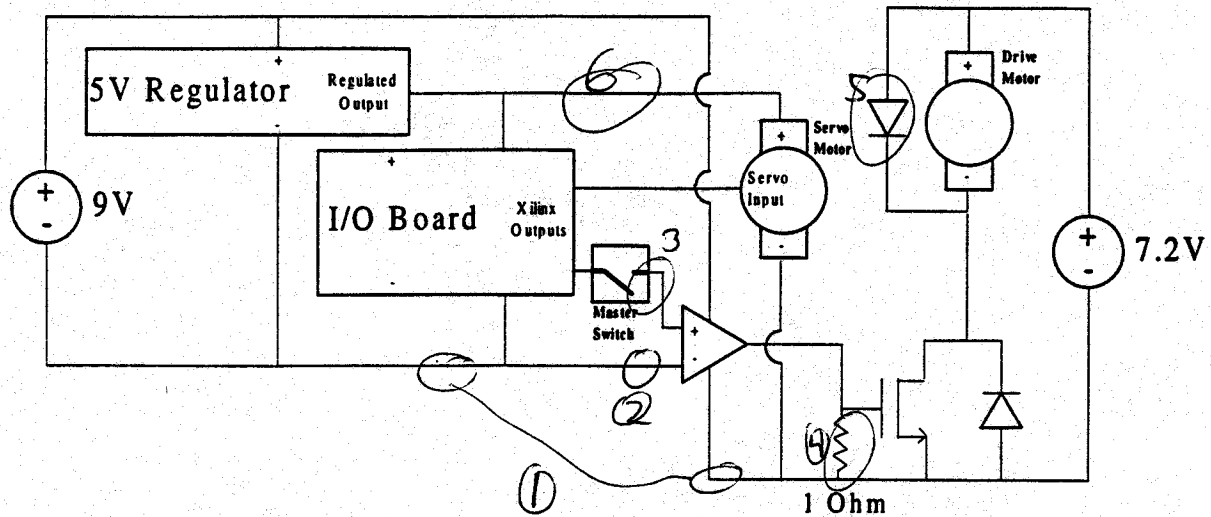 5V Regulator
+
Regulated
Output
-
6
5
+
Drive
Motor
-
+
Servo
Motor
Servo
Input
-
+
-
9V
+
I/O Board
Xilinx
Outputs
-
3
Master
Switch
+
-
2
+
-
7.2V
1
4
1 Ohm